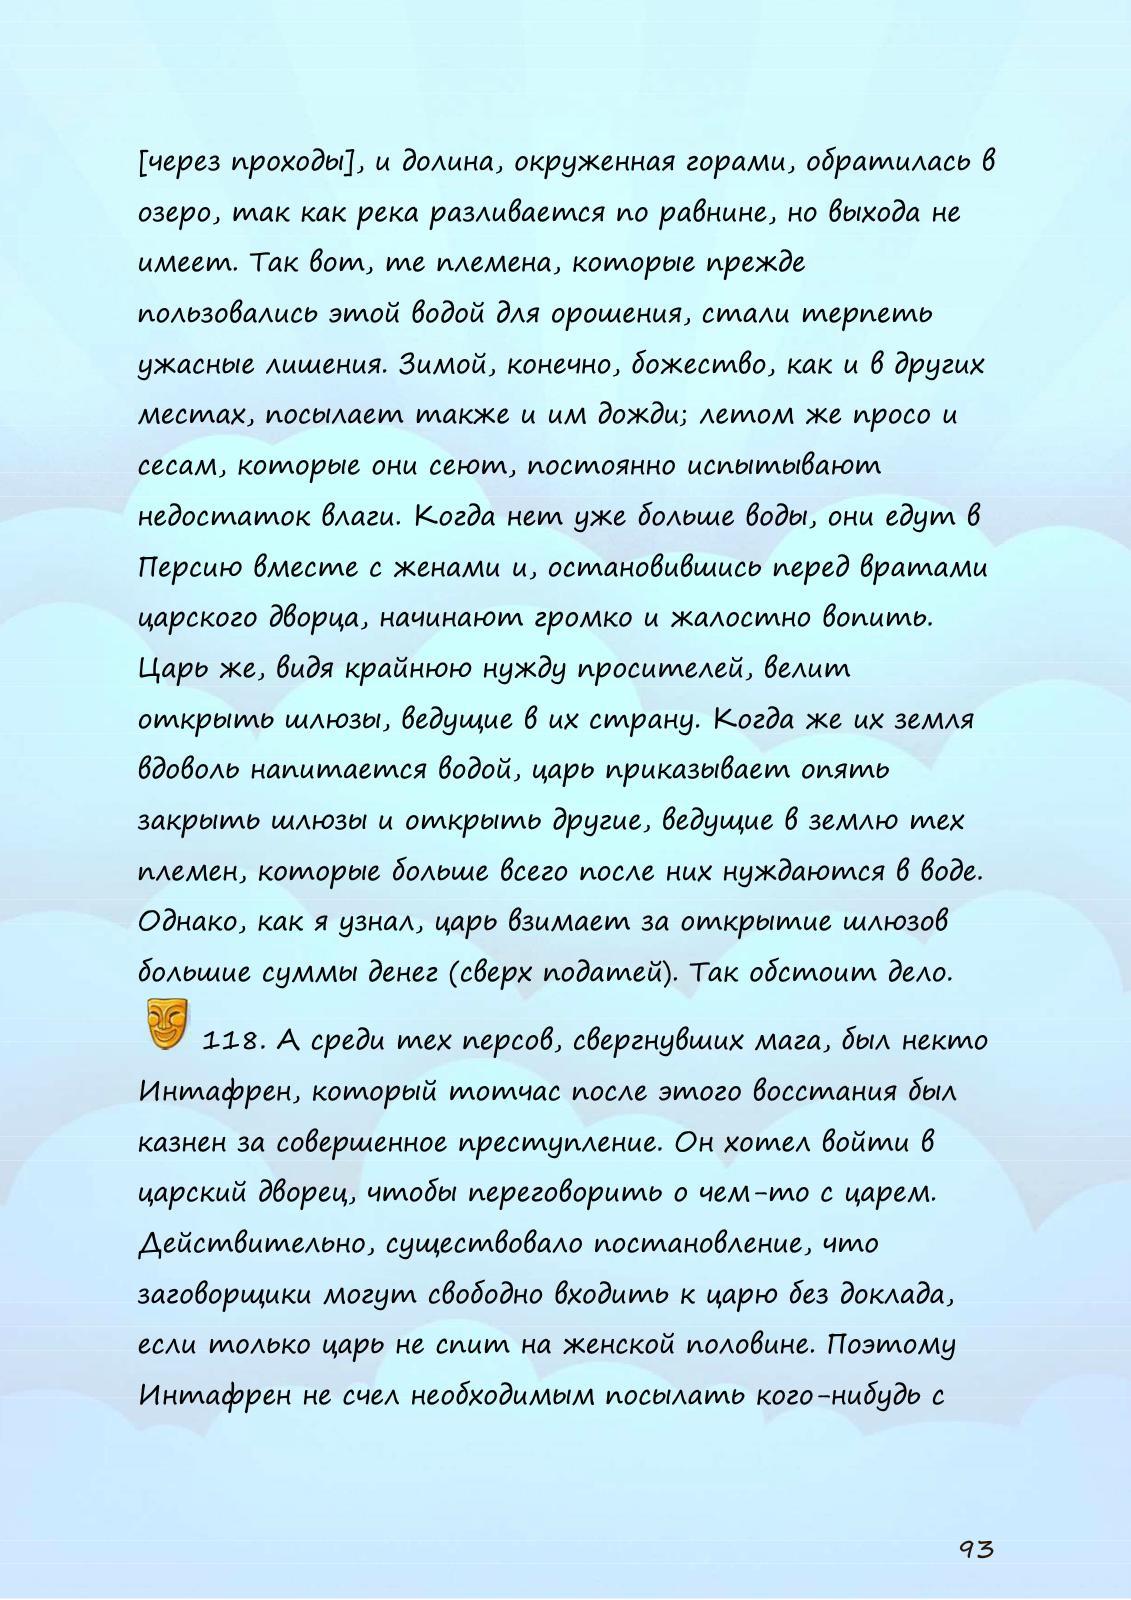 [через проходы], и долина, окруженная горами, обратилась в
озеро, так как река разливается по равнине, но выхода не
имеет. Так вот, те племена, которые прежде
пользовались этой водой для орошения, стали терпеть
ужасные лишения. Зимой, конечно, божество, как и в других
местах, посылает также и им дожди; летом же просо и
сесам, которые они сеют, постоянно испытывают
недостаток влаги. Когда нет уже больше воды, они едут в
Персию вместе с женами и, остановившись перед вратами
царского дворца, начинают громко и жалостно вопить.
Царь же, видя крайнюю нужду просителей, велит
открыть шлюзы, ведущие в их страну. Когда же их земля
вдоволь напитается водой, царь приказывает опять
закрыть шлюзы и открыть другие, ведущие в землю тех
племен, которые больше всего после них нуждаются в воде.
Однако, как я узнал, царь взимает за открытие шлюзов
большие суммы денег (сверх податей). Так обстоит дело.
118. А среди тех персов, свергнувших мага, был некто
Интафрен, который тотчас после этого восстания был
казнен за совершенное преступление. Он хотел войти в
царский дворец, чтобы переговорить о чем-то с царем.
Действительно, существовало постановление, что
заговорщики могут свободно входить к царю без доклада,
если только царь не спит на женской половине. Поэтому
Интафрен не счел необходимым посылать кого-нибудь с
93